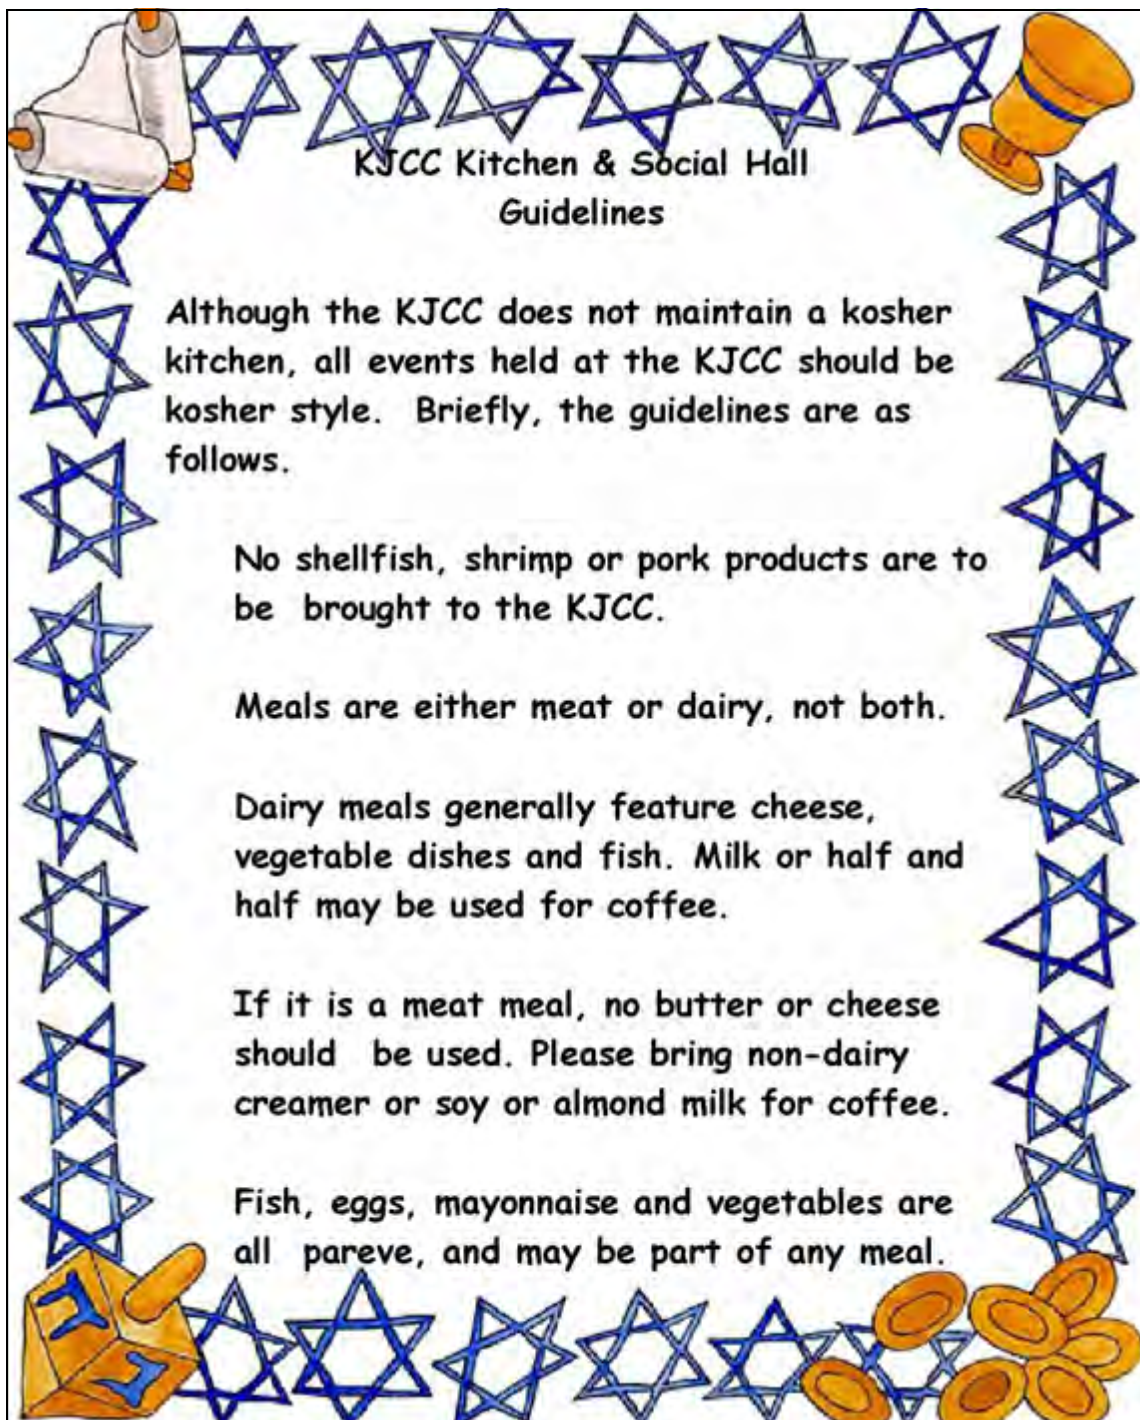 KJCC Kitchen & Social Hall
Guidelines
Although the KJCC does not maintain a kosher
kitchen, all events held at the KJCC should be
kosher style. Briefly, the guidelines are as
follows.
No shellfish, shrimp or pork products are to
be brought to the KJCC.
Meals are either meat or dairy, not both.
Dairy meals generally feature cheese,
vegetable dishes and fish. Milk or half and
half may be used for coffee.
If it is a meat meal, no butter or cheese
should be used. Please bring non-dairy
creamer or soy or almond milk for coffee.
Fish, eggs, mayonnaise and vegetables are
all pareve, and may be part of any meal.